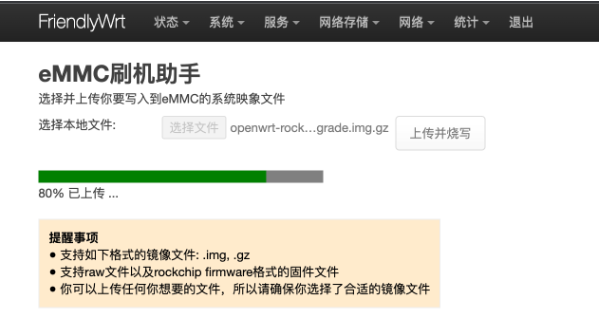 FriendlyWrt 状态 系统 服务 网络存储 网络 统计 退出
eMMC刷机助手
选择并上传你要写入到eMMC的系统映象文件
选择本地文件: 选择文件 openwrt-rock...grade.img.gz 上传并烧写
80% 已上传 ...
提醒事项
● 支持如下格式的镜像文件: .img, .gz
● 支持raw文件以及rockchip firmware格式的固件文件
● 你可以上传任何你想要的文件，所以请确保你选择了合适的镜像文件